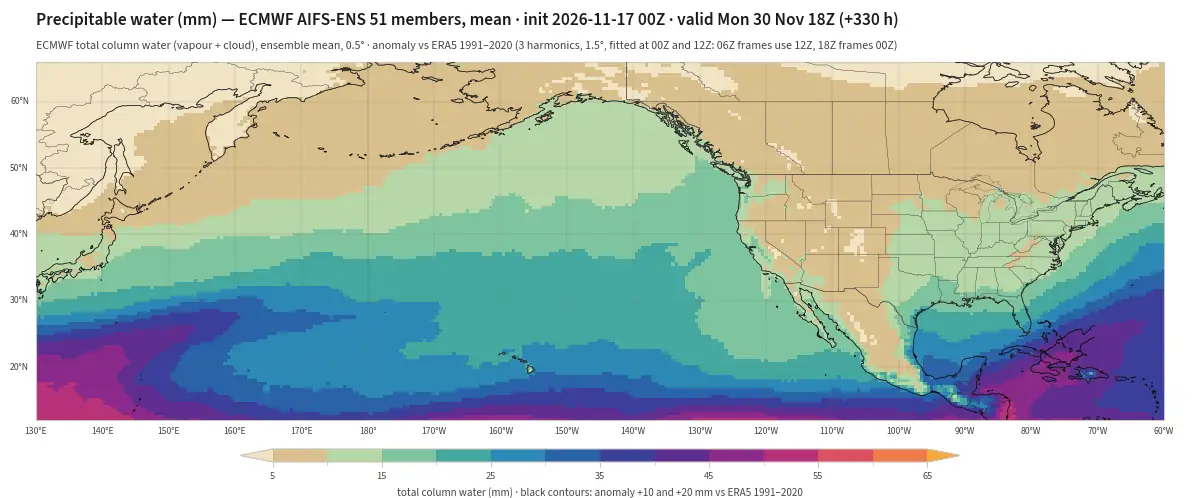 Precipitable water (mm) — ECMWF AIFS-ENS 51 members, mean · init 2026-11-17 00Z · valid Mon 30 Nov 18Z (+330 h)
ECMWF total column water (vapour + cloud), ensemble mean, 0.5° · anomaly vs ERA5 1991–2020 (3 harmonics, 1.5°, fitted at 00Z and 12Z: 06Z frames use 12Z, 18Z frames 00Z)
60°N
50°N
40°N
30°N
20°N
130°E 140°E 150°E 160°E 170°E 180° 170°W 160°W 150°W 140°W 130°W 120°W 110°W 100°W 90°W 80°W 70°W 60°W
5 15 25 35 45 55 65
total column water (mm) · black contours: anomaly +10 and +20 mm vs ERA5 1991–2020